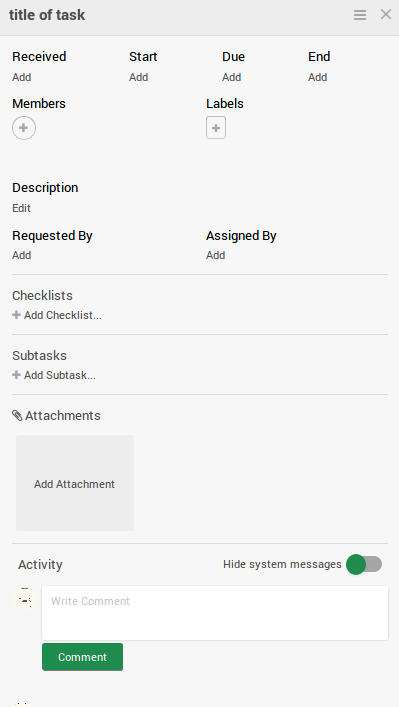 title of task
Received Start Due End
Add Add Add Add
Members Labels
Description
Edit
Requested By Assigned By
Add Add
Checklists
Add Checklist...
Subtasks
Add Subtask...
Attachments
Add Attachment
Activity Hide system messages
Write Comment
Comment